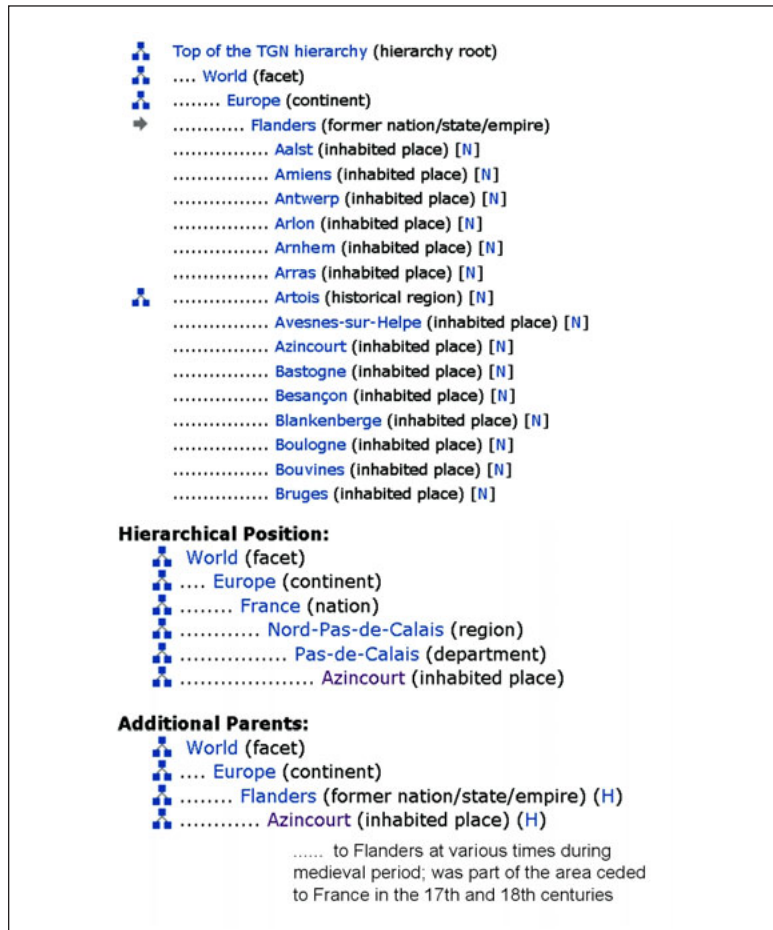 Top of the TGN hierarchy (hierarchy root)
.... World (facet)
........ Europe (continent)
............ Flanders (former nation/state/empire)
................ Aalst (inhabited place) [N]
................ Amiens (inhabited place) [N]
................ Antwerp (inhabited place) [N]
................ Arlon (inhabited place) [N]
................ Arnhem (inhabited place) [N]
................ Arras (inhabited place) [N]
................ Artois (historical region) [N]
................ Avesnes-sur-Helpe (inhabited place) [N]
................ Azincourt (inhabited place) [N]
................ Bastogne (inhabited place) [N]
................ Besançon (inhabited place) [N]
................ Blankenberge (inhabited place) [N]
................ Boulogne (inhabited place) [N]
................ Bouvines (inhabited place) [N]
................ Bruges (inhabited place) [N]
Hierarchical Position:
World (facet)
.... Europe (continent)
........ France (nation)
............ Nord-Pas-de-Calais (region)
................ Pas-de-Calais (department)
.................... Azincourt (inhabited place)
Additional Parents:
World (facet)
.... Europe (continent)
........ Flanders (former nation/state/empire) (H)
............ Azincourt (inhabited place) (H)
...... to Flanders at various times during
medieval period; was part of the area ceded
to France in the 17th and 18th centuries